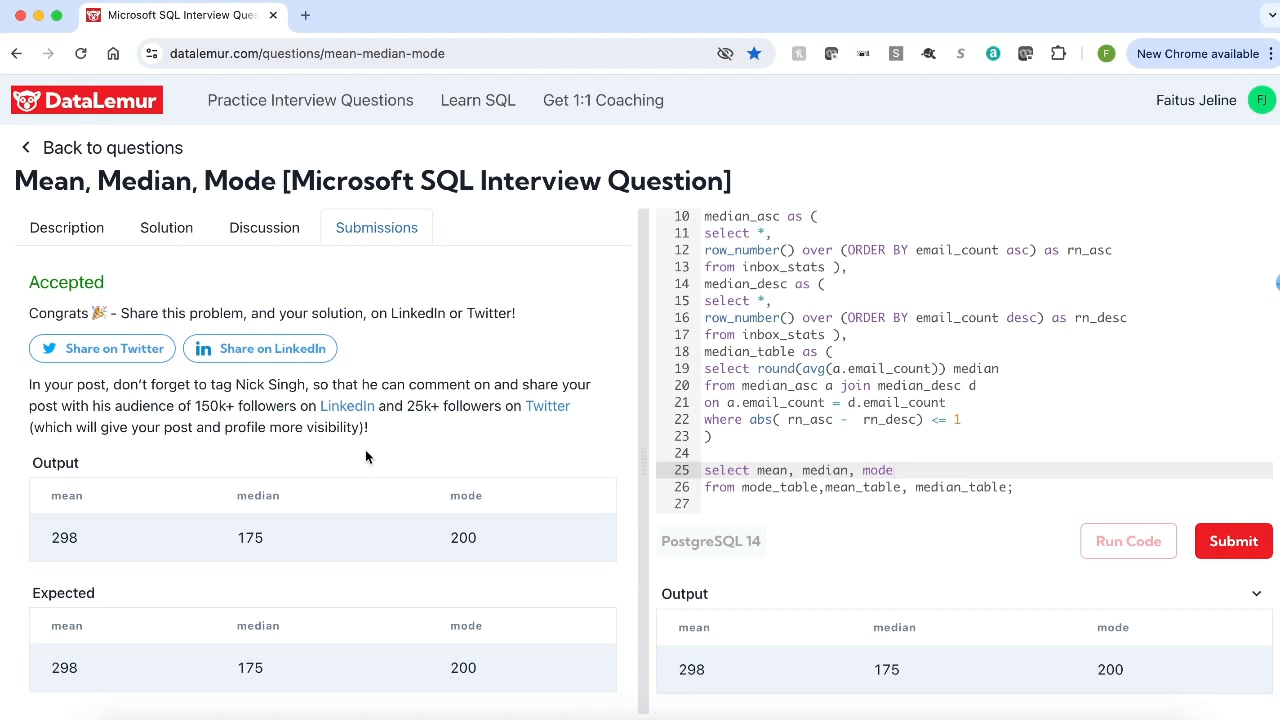 Microsoft SQL Interview Ques
datalemur.com/questions/mean-median-mode
F
New Chrome available
DataLemur
Practice Interview Questions
Learn SQL
Get 1:1 Coaching
Faitus Jeline
FJ
Back to questions
Mean, Median, Mode [Microsoft SQL Interview Question]
Description
Solution
Discussion
Submissions
Accepted
Congrats 🎉 - Share this problem, and your solution, on LinkedIn or Twitter!
Share on Twitter
Share on LinkedIn
In your post, don’t forget to tag Nick Singh, so that he can comment on and share your
post with his audience of 150k+ followers on LinkedIn and 25k+ followers on Twitter
(which will give your post and profile more visibility)!
Output
mean median mode
298 175 200
Expected
mean median mode
298 175 200
10 median_asc as (
11 select *,
12 row_number() over (ORDER BY email_count asc) as rn_asc
13 from inbox_stats ),
14 median_desc as (
15 select *,
16 row_number() over (ORDER BY email_count desc) as rn_desc
17 from inbox_stats ),
18 median_table as (
19 select round(avg(a.email_count)) median
20 from median_asc a join median_desc d
21 on a.email_count = d.email_count
22 where abs( rn_asc -  rn_desc) <= 1
23 )
24
25 select mean, median, mode
26 from mode_table,mean_table, median_table;
27
PostgreSQL 14
Run Code
Submit
Output
mean median mode
298 175 200